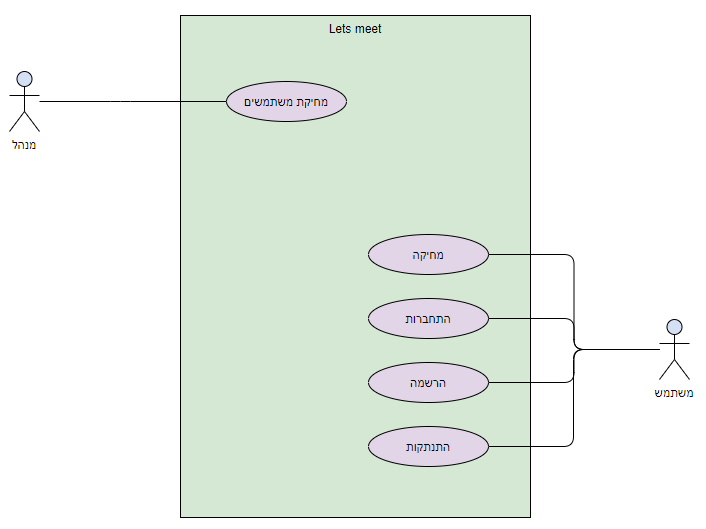 Lets meet
מחיקת משתמשים
מנהל
מחיקה
התחברות
הרשמה
משתמש
התנתקות